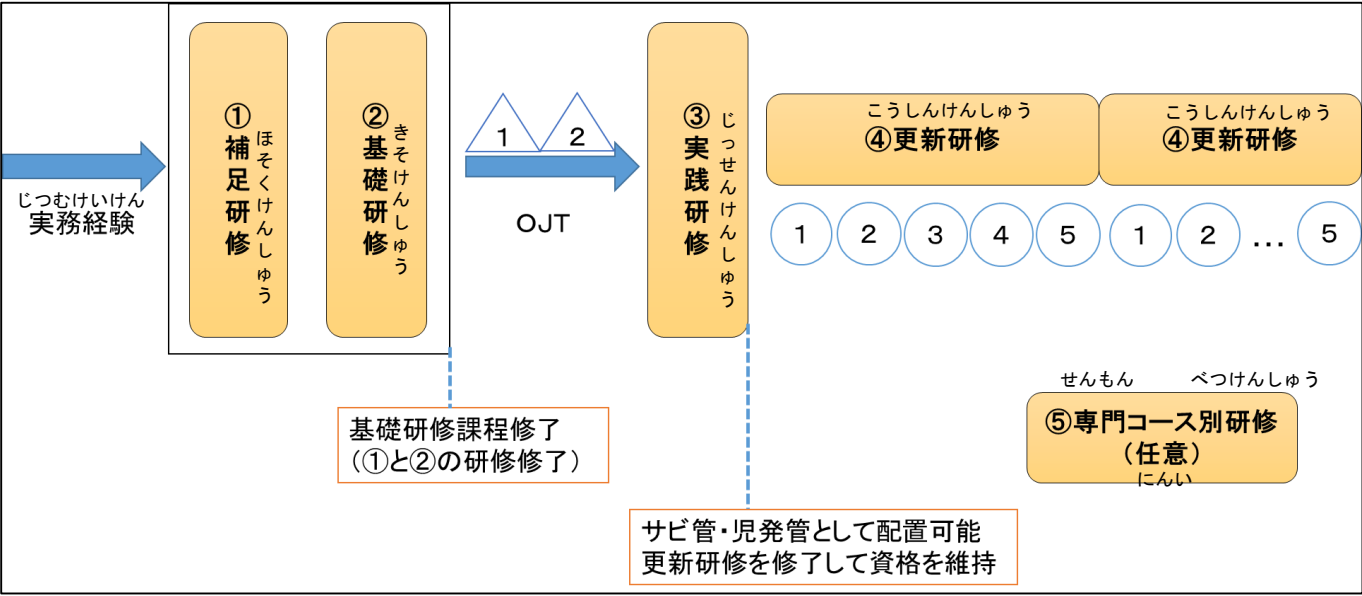 じつむけいけん
実務経験
①補足研修
ほそくけんしゅう
②基礎研修
きそけんしゅう
1
2
OJT
③実践研修
じっせんけんしゅう
こうしんけんしゅう
④更新研修
こうしんけんしゅう
④更新研修
1
2
3
4
5
1
2
…
5
基礎研修課程修了
(①と②の研修修了)
サビ管・児発管として配置可能
更新研修を修了して資格を維持
せんもん べつけんしゅう
⑤専門コース別研修
(任意)
にんい